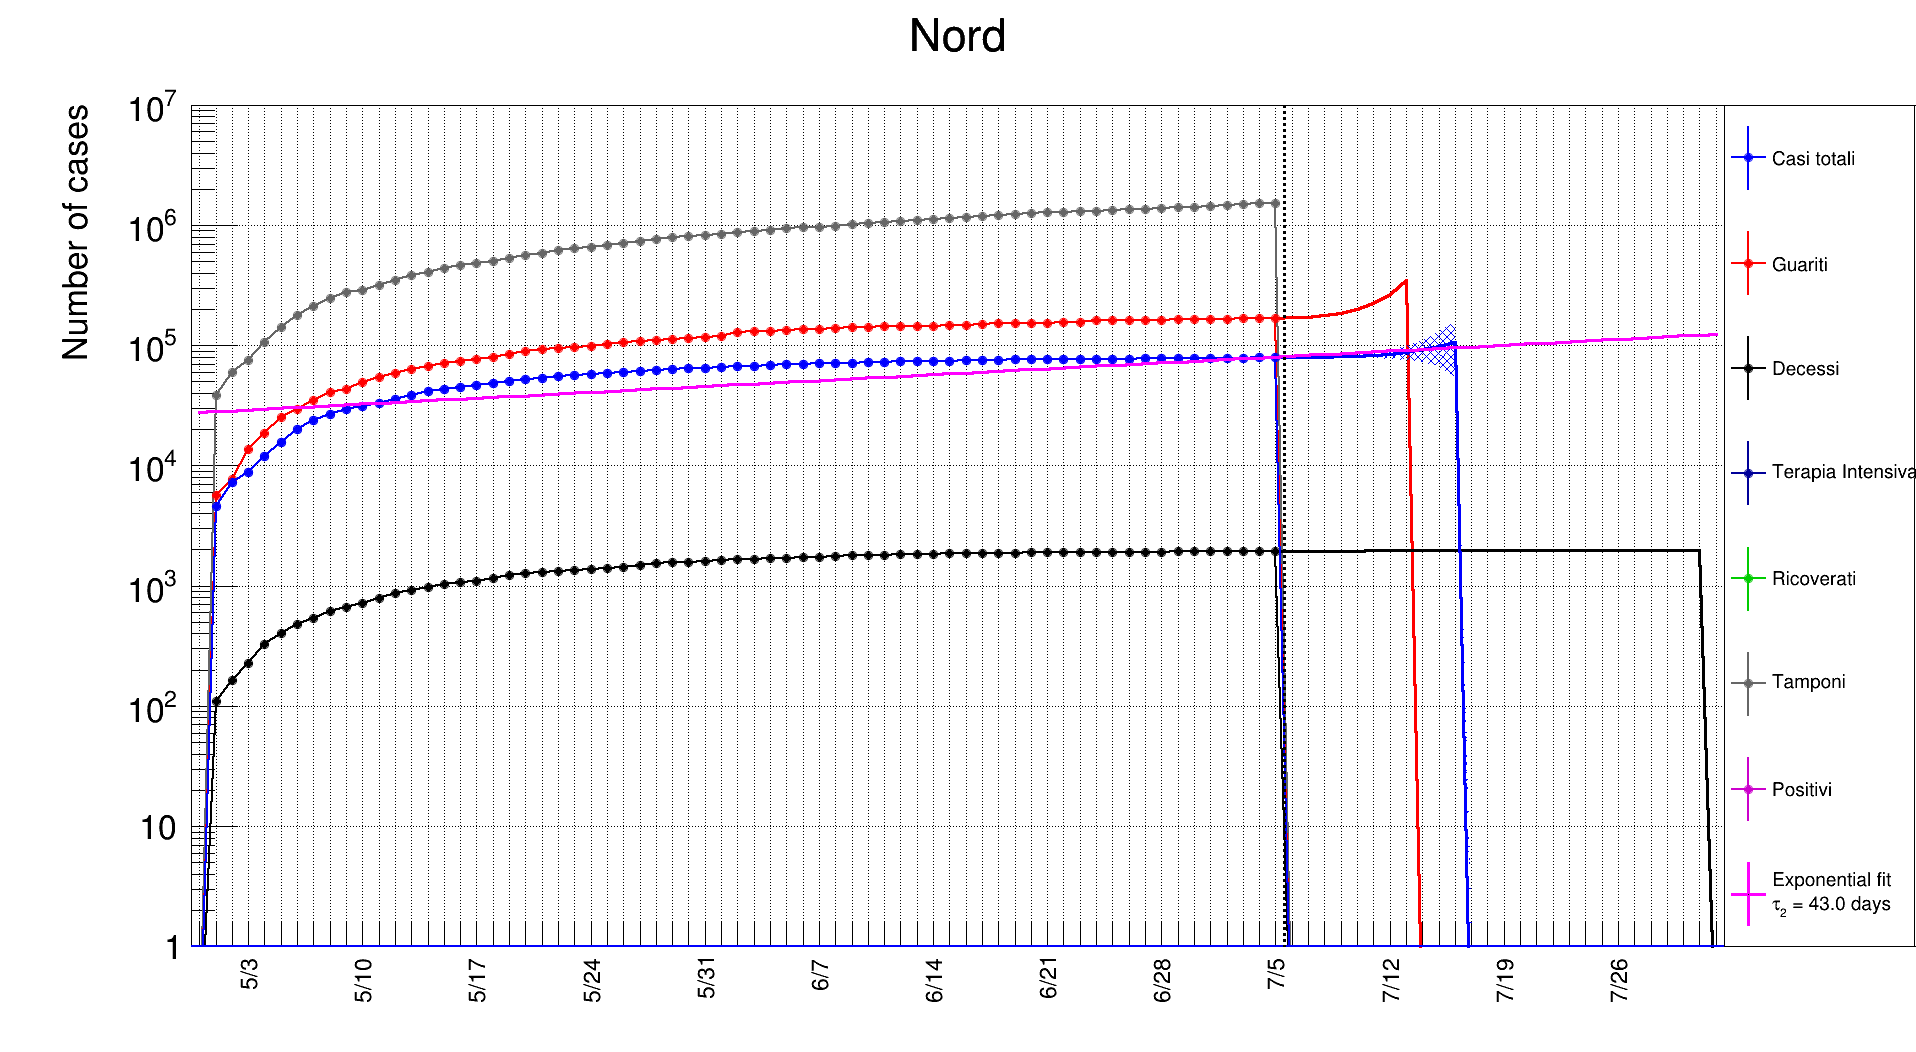 Nord
Number of cases
10^7
10^6
10^5
10^4
10^3
10^2
10
1
5/3
5/10
5/17
5/24
5/31
6/7
6/14
6/21
6/28
7/5
7/12
7/19
7/26
Casi totali
Guariti
Decessi
Terapia Intensiva
Ricoverati
Tamponi
Positivi
Exponential fit
τ₂ = 43.0 days